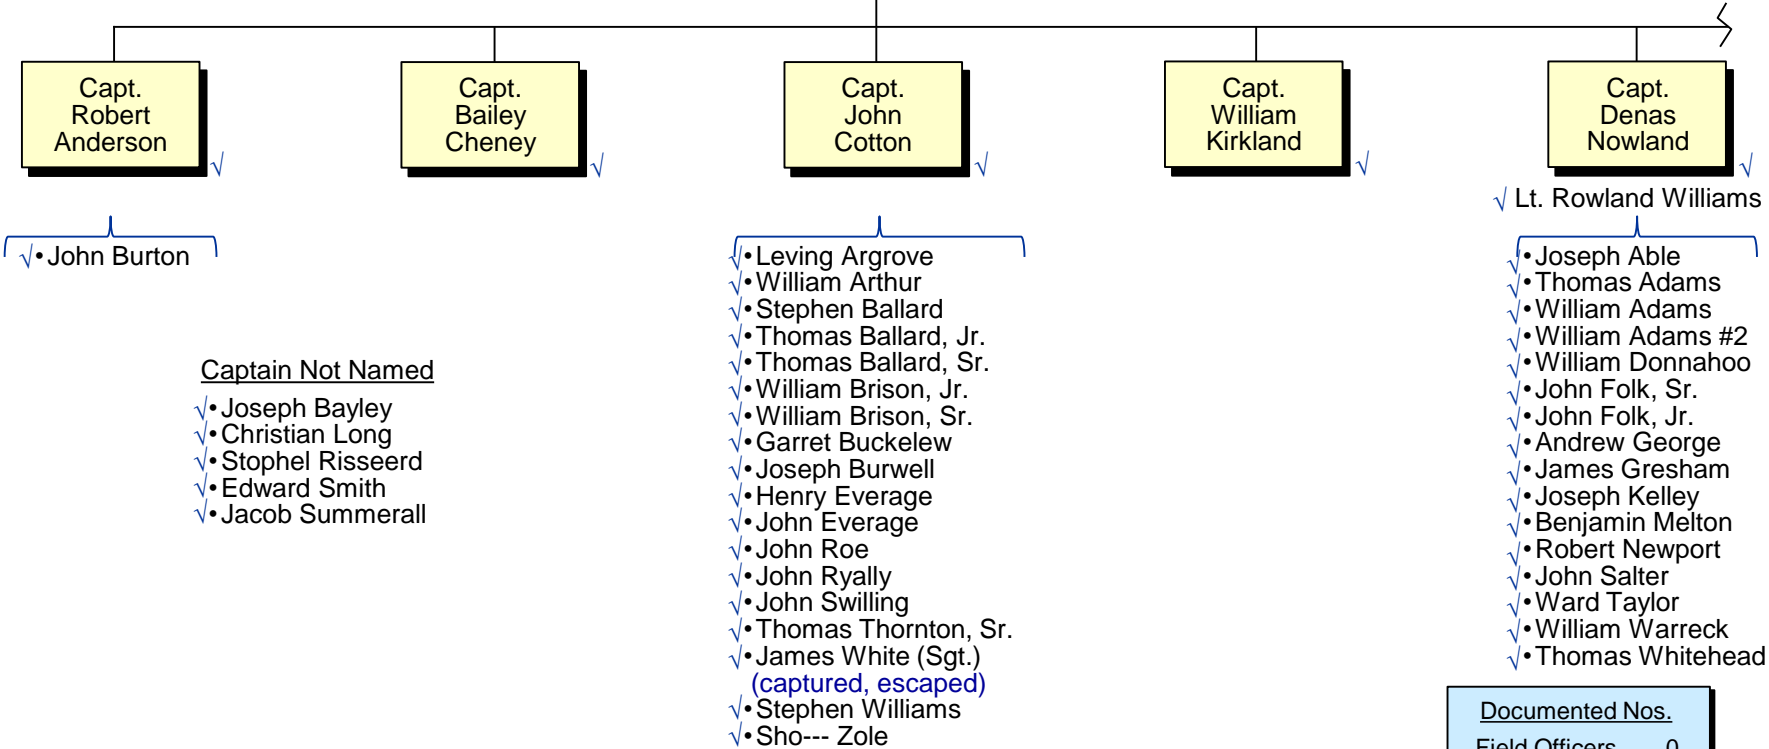 Capt.
Robert
Anderson
√
Capt.
Bailey
Cheney
√
Capt.
John
Cotton
√
Capt.
William
Kirkland
√
Capt.
Denas
Nowland
√
√ Lt. Rowland Williams
√•John Burton
Captain Not Named
√•Joseph Bayley
√•Christian Long
√•Stophel Risseerd
√•Edward Smith
√•Jacob Summerall
√•Leving Argrove
√•William Arthur
√•Stephen Ballard
√•Thomas Ballard, Jr.
√•Thomas Ballard, Sr.
√•William Brison, Jr.
√•William Brison, Sr.
√•Garret Buckelew
√•Joseph Burwell
√•Henry Everage
√•John Everage
√•John Roe
√•John Ryally
√•John Swilling
√•Thomas Thornton, Sr.
√•James White (Sgt.)
(captured, escaped)
√•Stephen Williams
√•Sho--- Zole
√•Joseph Able
√•Thomas Adams
√•William Adams
√•William Adams #2
√•William Donnahoo
√•John Folk, Sr.
√•John Folk, Jr.
√•Andrew George
√•James Gresham
√•Joseph Kelley
√•Benjamin Melton
√•Robert Newport
√•John Salter
√•Ward Taylor
√•William Warreck
√•Thomas Whitehead
Documented Nos.
Field Officers 0